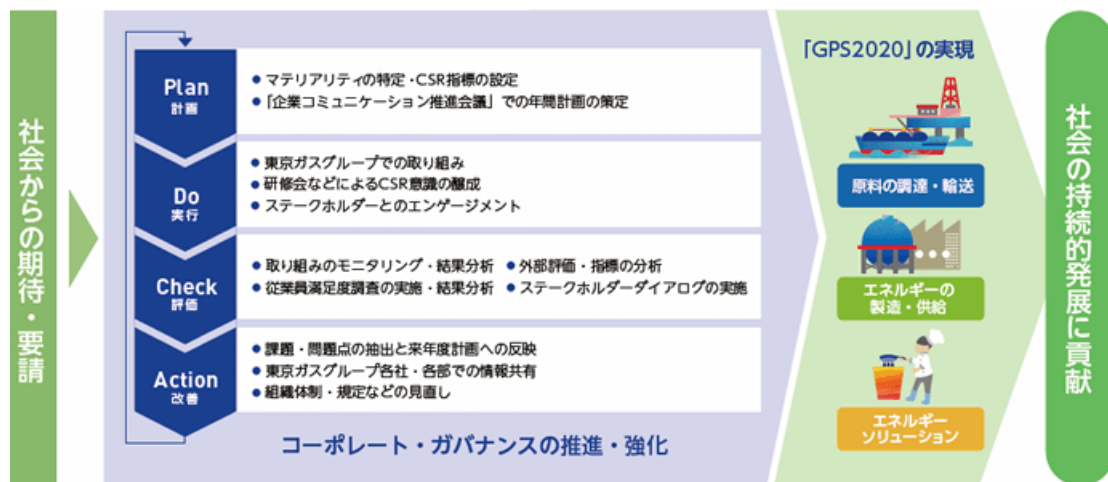 社会からの期待・要請
Plan
計画
● マテリアリティの特定・CSR指標の設定
● 「企業コミュニケーション推進会議」での年間計画の策定
Do
実行
● 東京ガスグループでの取り組み
● 研修会などによるCSR意識の醸成
● ステークホルダーとのエンゲージメント
Check
評価
● 取り組みのモニタリング・結果分析 ● 外部評価・指標の分析
● 従業員満足度調査の実施・結果分析 ● ステークホルダーダイアログの実施
Action
改善
● 課題・問題点の抽出と来年度計画への反映
● 東京ガスグループ各社・各部での情報共有
● 組織体制・規定などの見直し
コーポレート・ガバナンスの推進・強化
「GPS2020」の実現
原料の調達・輸送
エネルギーの
製造・供給
エネルギー
ソリューション
社会の持続的発展に貢献